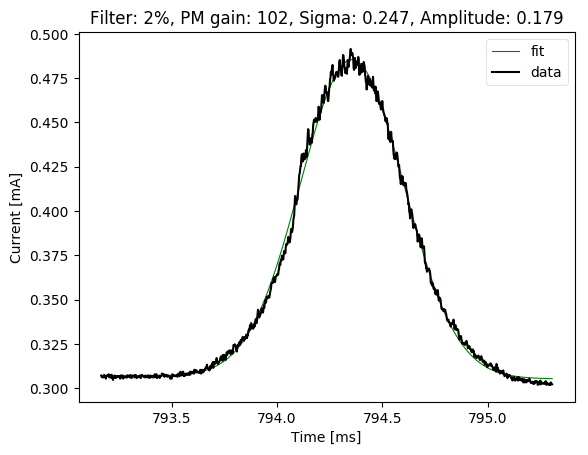 Filter: 2%, PM gain: 102, Sigma: 0.247, Amplitude: 0.179
fit
data
0.500
0.475
0.450
0.425
0.400
0.375
0.350
0.325
0.300
Current [mA]
793.5
794.0
794.5
795.0
Time [ms]